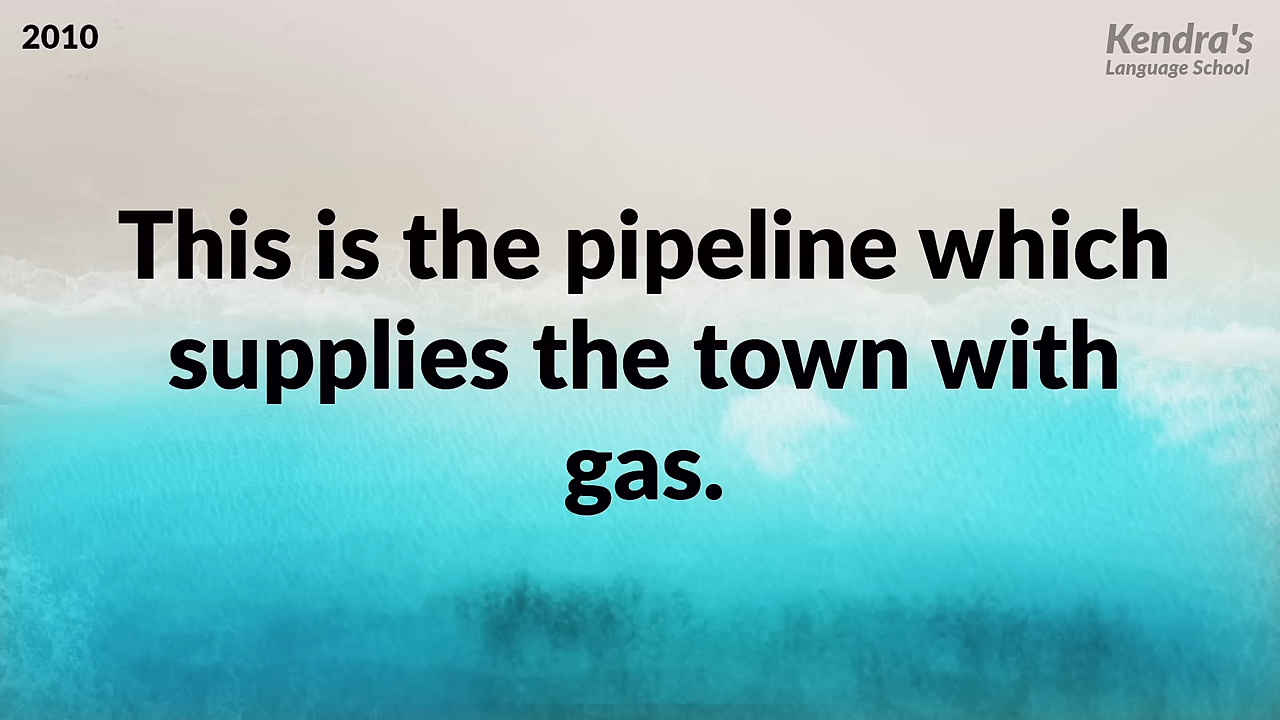 2010
Kendra's
Language School
This is the pipeline which
supplies the town with
gas.